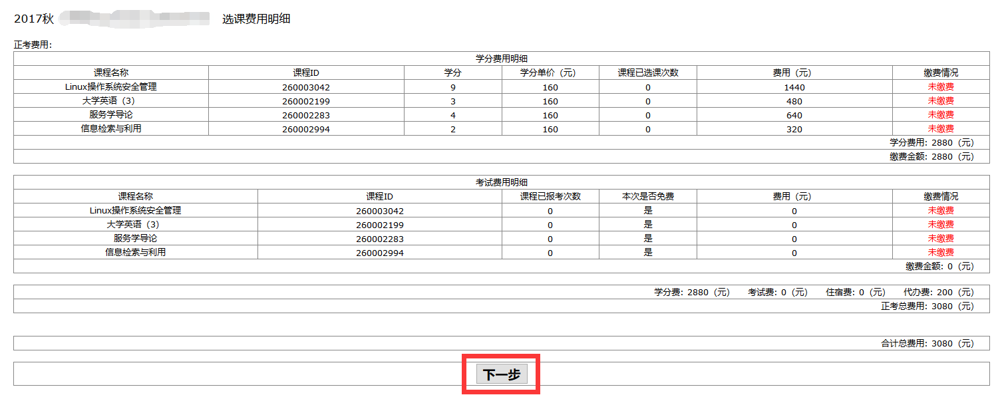 2017秋 选课费用明细
正考费用:
学分费用明细
课程名称 课程ID 学分 学分单价（元） 课程已选课次数 费用（元） 缴费情况
Linux操作系统安全管理 260003042 9 160 0 1440 未缴费
大学英语（3） 260002199 3 160 0 480 未缴费
服务学导论 260002283 4 160 0 640 未缴费
信息检索与利用 260002994 2 160 0 320 未缴费
学分费用: 2880（元）
缴费金额: 2880（元）
考试费用明细
课程名称 课程ID 课程已报考次数 本次是否免费 费用（元） 缴费情况
Linux操作系统安全管理 260003042 0 是 0 未缴费
大学英语（3） 260002199 0 是 0 未缴费
服务学导论 260002283 0 是 0 未缴费
信息检索与利用 260002994 0 是 0 未缴费
缴费金额: 0（元）
学分费: 2880（元） 考试费: 0（元） 住宿费: 0（元） 代办费: 200（元）
正考总费用: 3080（元）
合计总费用: 3080（元）
下一步